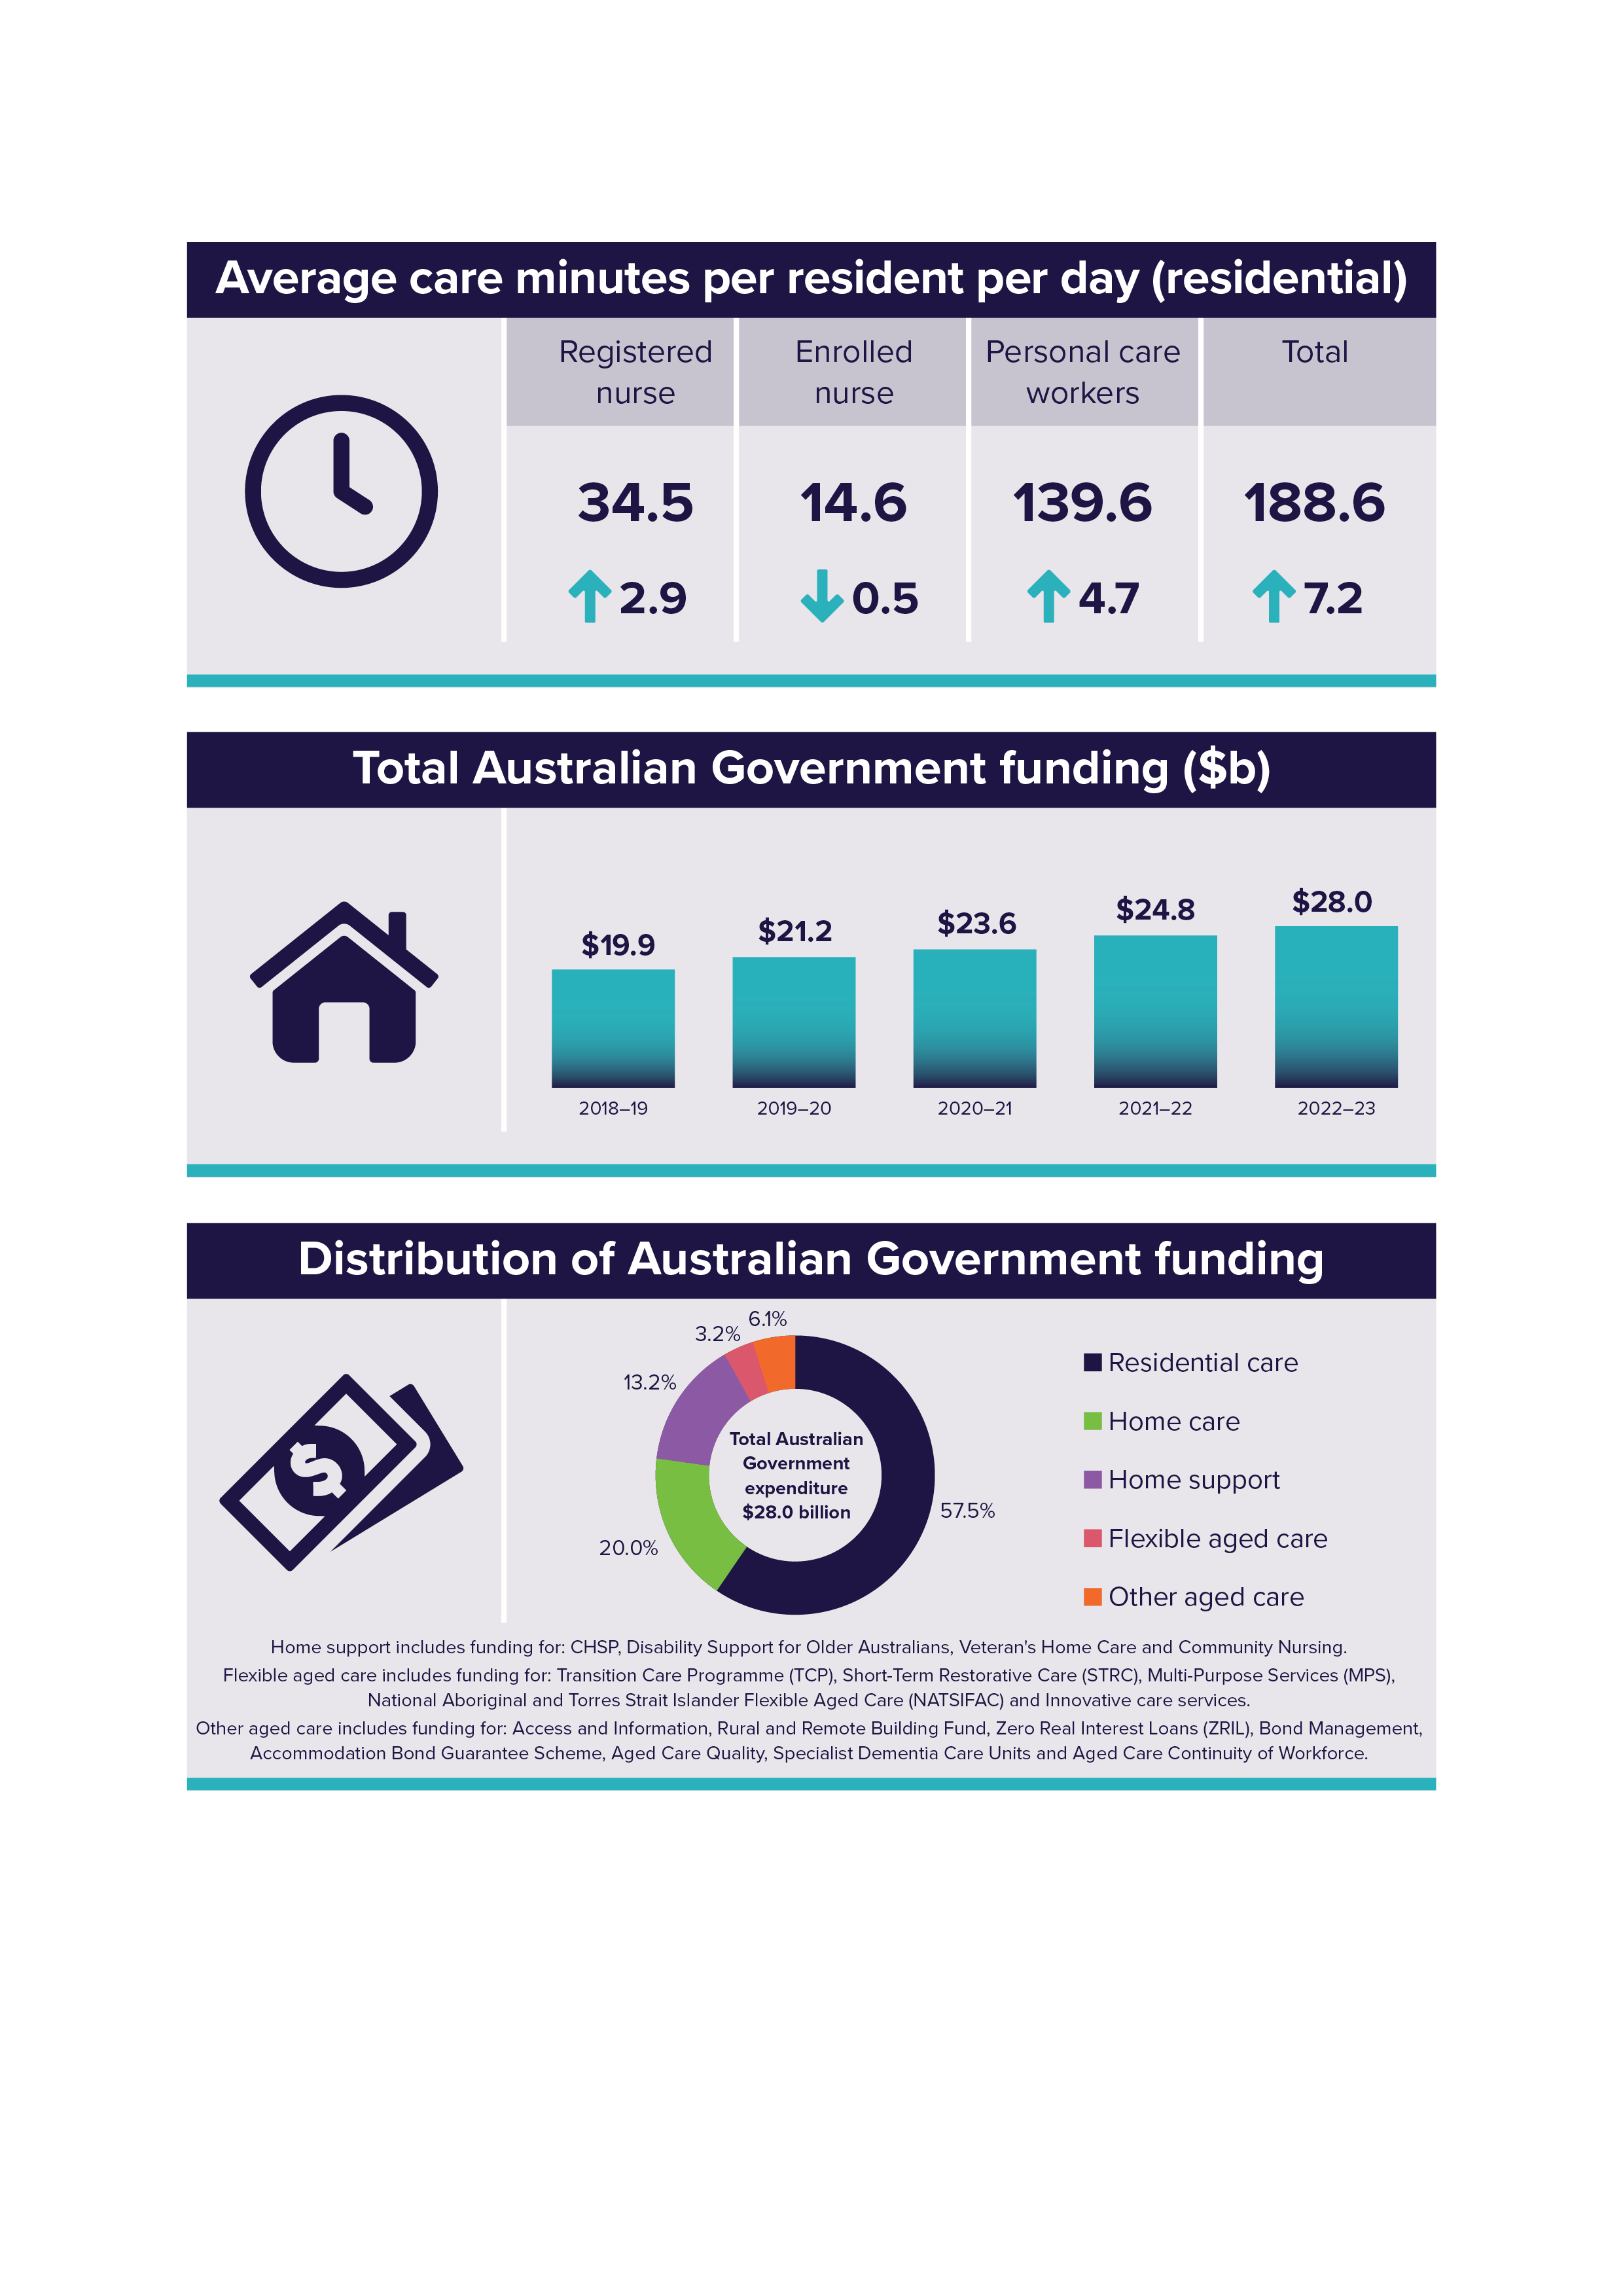 Average care minutes per resident per day (residential)
Registered
nurse
Enrolled
nurse
Personal care
workers
Total
34.5
14.6
139.6
188.6
2.9
0.5
4.7
7.2
Total Australian Government funding ($b)
$19.9
$21.2
$23.6
$24.8
$28.0
2018–19
2019–20
2020–21
2021–22
2022–23
Distribution of Australian Government funding
$
6.1%
3.2%
13.2%
20.0%
57.5%
Total Australian
Government
expenditure
$28.0 billion
Residential care
Home care
Home support
Flexible aged care
Other aged care
Home support includes funding for: CHSP, Disability Support for Older Australians, Veteran's Home Care and Community Nursing.
Flexible aged care includes funding for: Transition Care Programme (TCP), Short-Term Restorative Care (STRC), Multi-Purpose Services (MPS),
National Aboriginal and Torres Strait Islander Flexible Aged Care (NATSIFAC) and Innovative care services.
Other aged care includes funding for: Access and Information, Rural and Remote Building Fund, Zero Real Interest Loans (ZRIL), Bond Management,
Accommodation Bond Guarantee Scheme, Aged Care Quality, Specialist Dementia Care Units and Aged Care Continuity of Workforce.